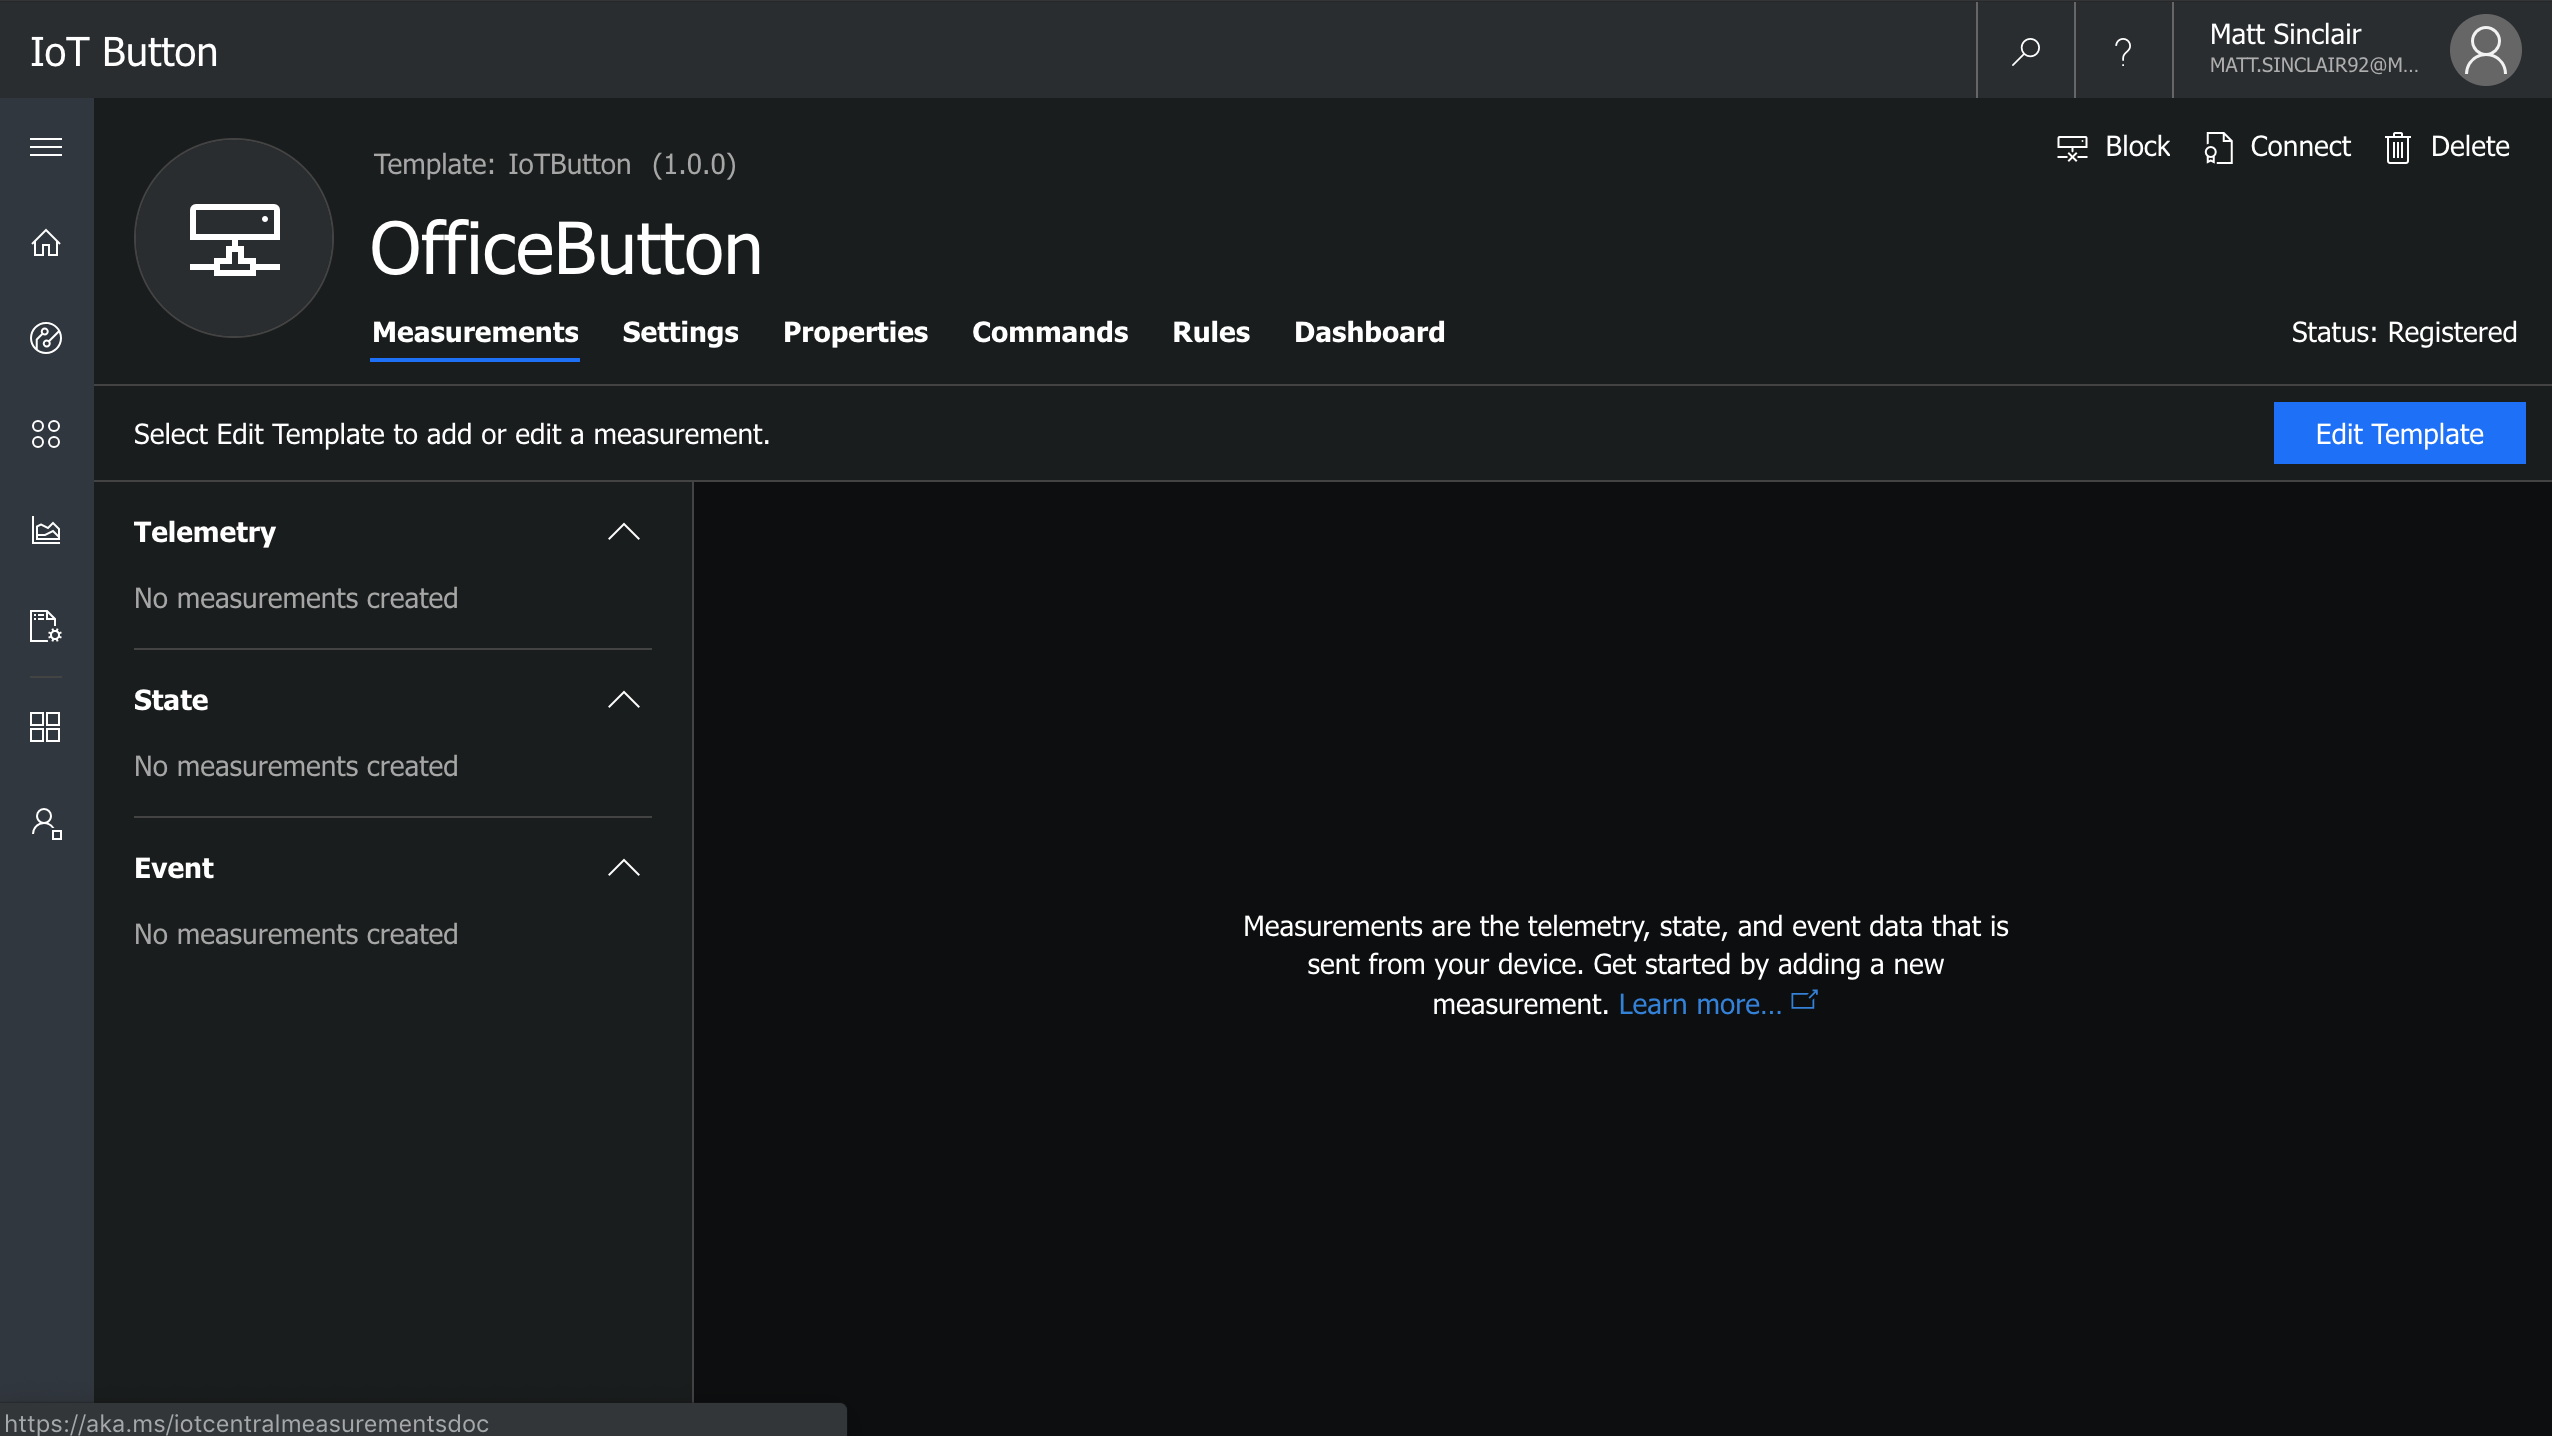 IoT Button
?
Matt Sinclair
MATT.SINCLAIR92@M...
Template: IoTButton (1.0.0)
Block
Connect
Delete
OfficeButton
Measurements
Settings
Properties
Commands
Rules
Dashboard
Status: Registered
Select Edit Template to add or edit a measurement.
Edit Template
Telemetry
No measurements created
State
No measurements created
Event
No measurements created
Measurements are the telemetry, state, and event data that is
sent from your device. Get started by adding a new
measurement. Learn more...
https://aka.ms/iotcentralmeasurementsdoc